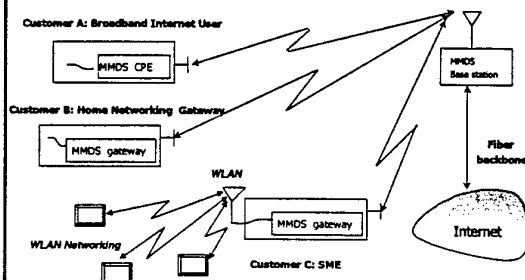 Customer A: Broadband Internet User
MMDS CPE
MMDS
Base station
Customer B: Home Networking Gateway
MMDS gateway
Fiber
backbone
WLAN
MMDS gateway
Internet
WLAN Networking
Customer C: SME